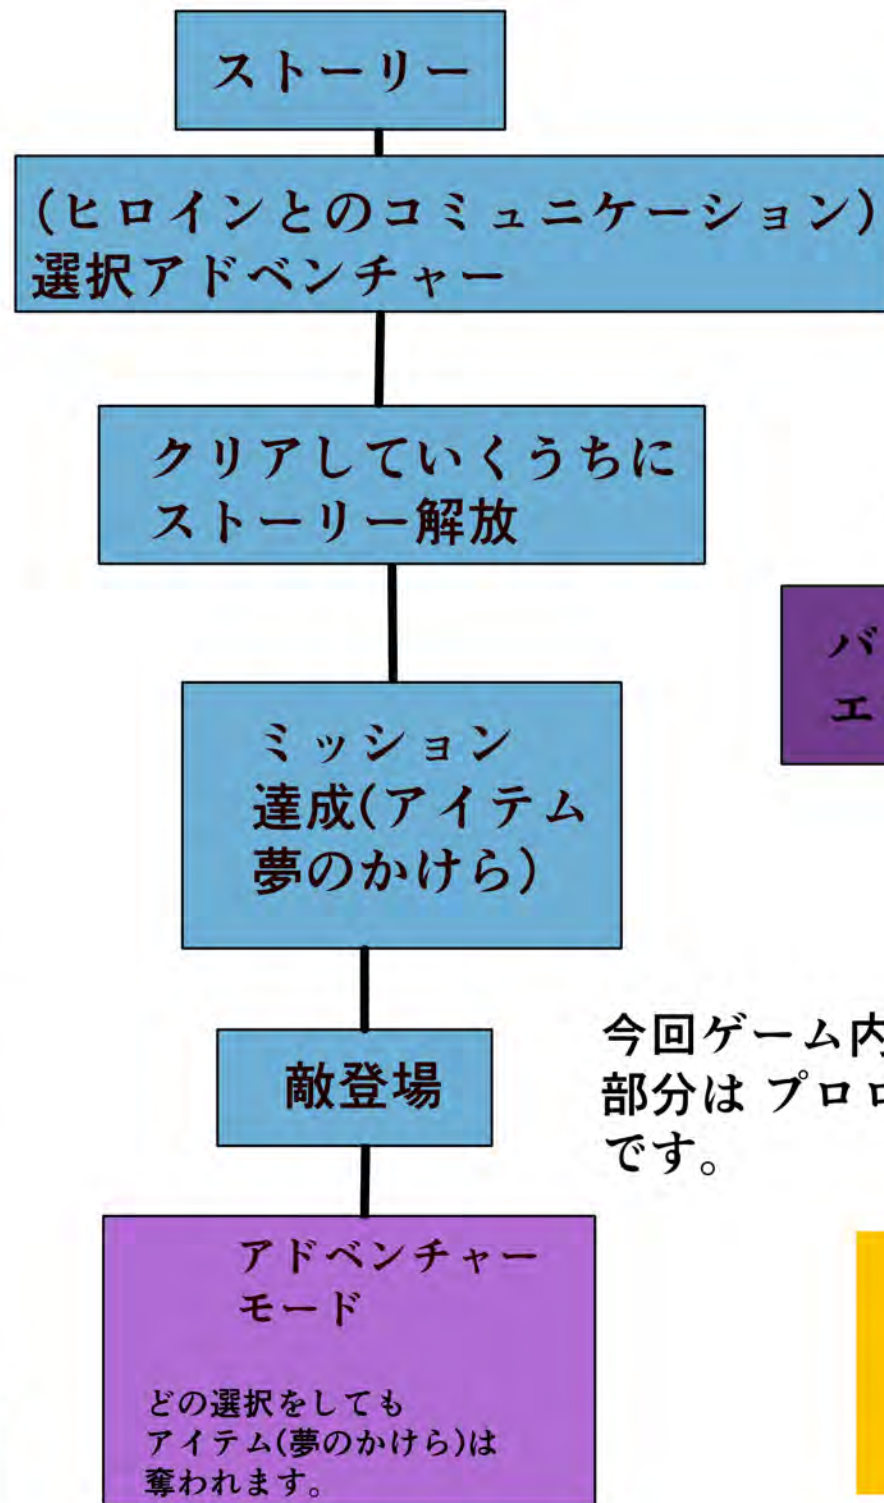 ストーリー
(ヒロインとのコミュニケーション)
選択アドベンチャー
クリアしていくうちに
ストーリー解放
バ
エ
ミッション
達成(アイテム
夢のかけら)
今回ゲーム内
部分は プロロ
です。
敵登場
アドベンチャー
モード
どの選択をしても
アイテム(夢のかけら)は
奪われます。